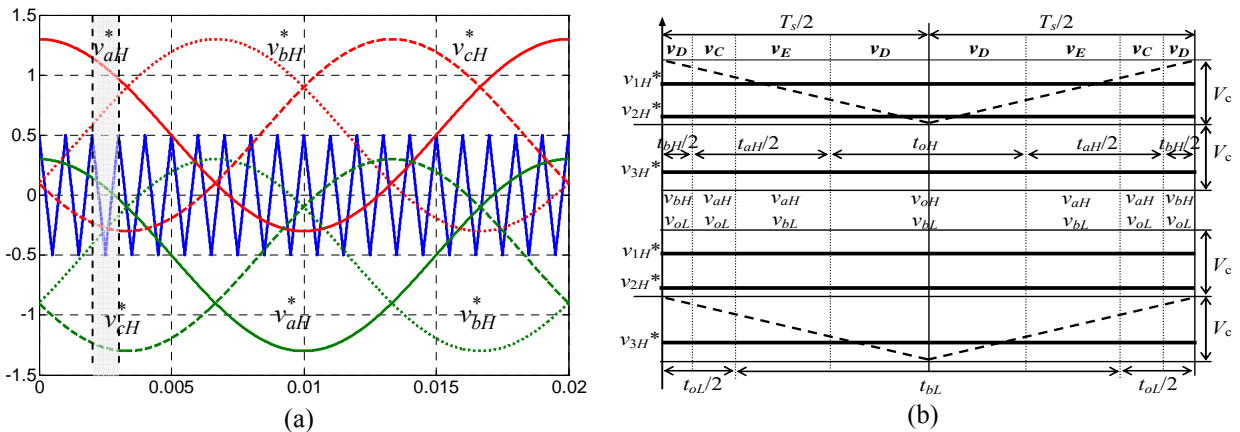 1.5
1
0.5
0
-0.5
-1
-1.5
0
0.005
0.01
0.015
0.02
v*aH
v*bH
v*cH
v*cH
v*aH
v*bH
(a)
Ts/2 Ts/2
vD vC vE vD vD vE vC vD
v1H*
v2H*
Vc
tbH/2 taH/2 toH taH/2 tbH/2
v3H*
Vc
vbH vaH vaH voH vaH vaH vbH
voL voL vbL vbL vbL voL voL
v1H*
v2H*
Vc
v3H*
Vc
toL/2 tbL toL/2
(b)